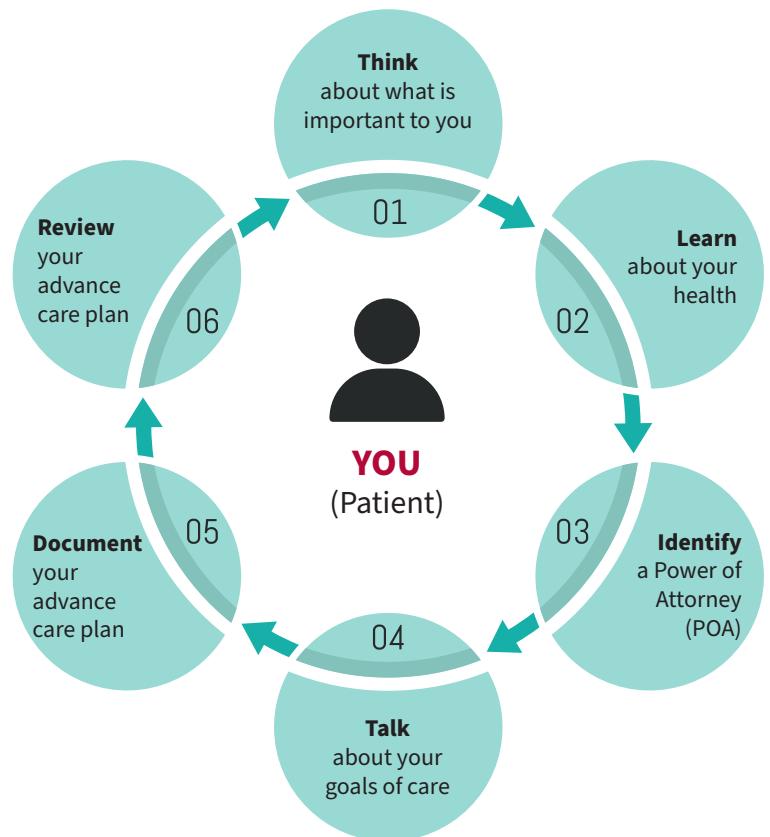 Think
about what is
important to you
01
Learn
about your
health
02
Identify
a Power of
Attorney
(POA)
03
Talk
about your
goals of care
04
Document
your
advance
care plan
05
Review
your
advance
care plan
06
YOU
(Patient)